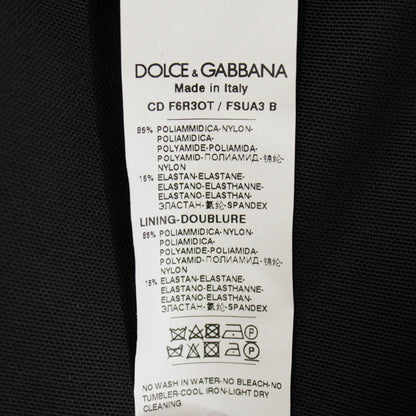 DOLCE & GABBANA
Made in Italy
CD F6R3OT / FSUA3 B
85% POLIAMMIDICA-NYLON-
POLIAMIDICA-
POLYAMIDE-POLIAMIDA-
POLYAMID-ПОЛИАМИД-锦纶-
NYLON
15% ELASTAN-ELASTANE-
ELASTANO-ELASTHANNE-
ELASTANO-ELASTHAN-
ЭЛАСТАН-氨纶-SPANDEX
LINING-DOUBLURE
85% POLIAMMIDICA-NYLON-
POLIAMIDICA-
POLYAMIDE-POLIAMIDA-
POLYAMID-ПОЛИАМИД-锦纶-
NYLON
15% ELASTAN-ELASTANE-
ELASTANO-ELASTHANNE-
ELASTANO-ELASTHAN-
ЭЛАСТАН-氨纶-SPANDEX
P
P
NO WASH IN WATER-NO BLEACH-NO
TUMBLER-COOL IRON-LIGHT DRY
CLEANING